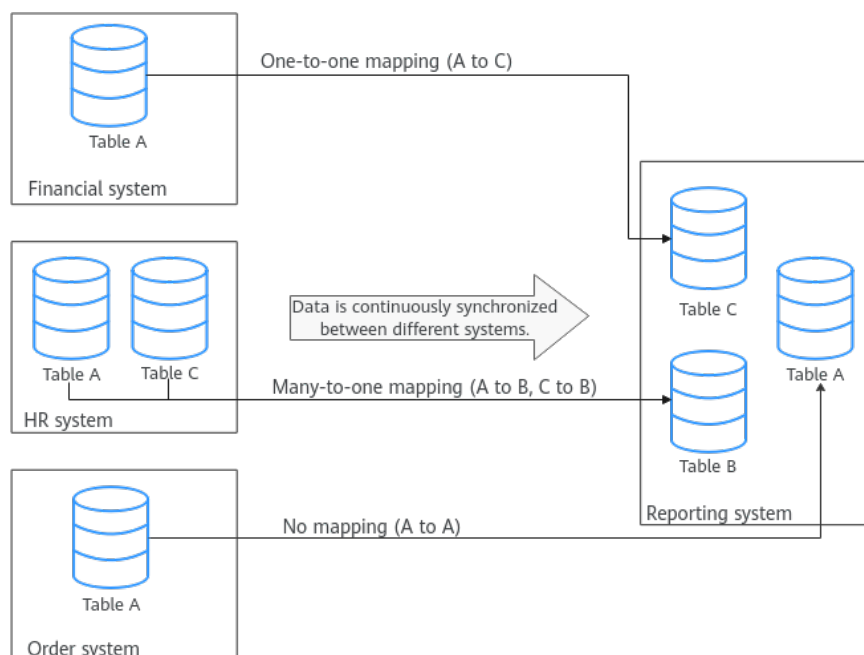 Table A
Financial system
One-to-one mapping (A to C)
Table A
Table C
HR system
Data is continuously synchronized
between different systems.
Many-to-one mapping (A to B, C to B)
Table A
Order system
No mapping (A to A)
Table C
Table A
Table B
Reporting system